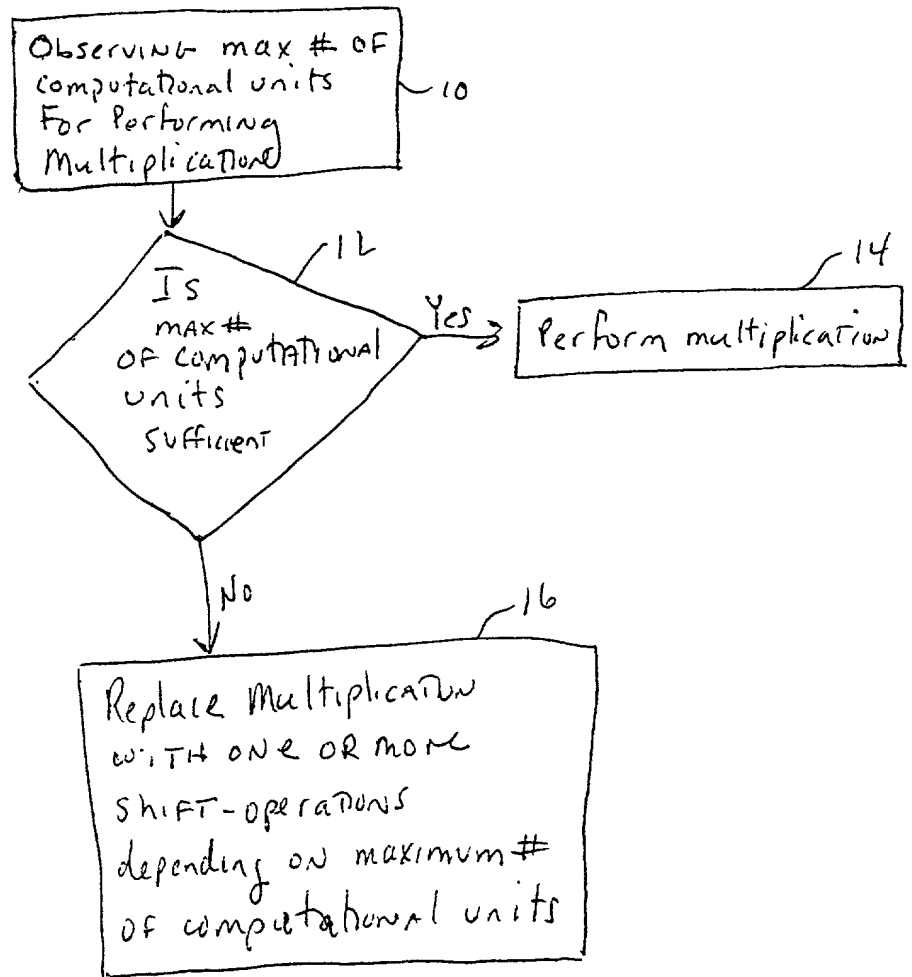 Observing max # of
computational units
For Performing
Multiplications
10
12
Is
max #
of computational
units
sufficient
Yes
14
Perform multiplication
No
16
Replace Multiplication
with one or more
shift-operations
depending on maximum #
of computational units